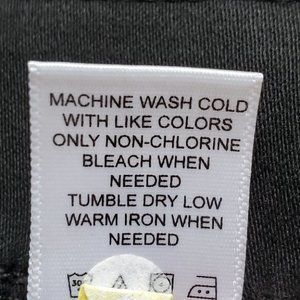 MACHINE WASH COLD
WITH LIKE COLORS
ONLY NON-CHLORINE
BLEACH WHEN
NEEDED
TUMBLE DRY LOW
WARM IRON WHEN
NEEDED
30